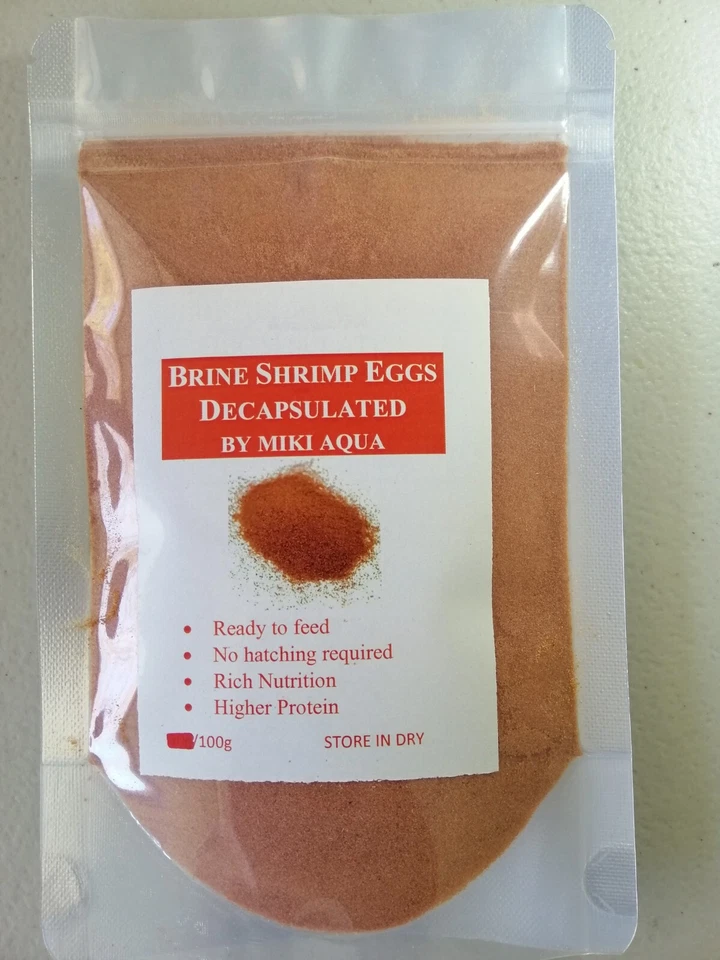 BRINE SHRIMP EGGS
DECAPSULATED
BY MIKI AQUA
• Ready to feed
• No hatching required
• Rich Nutrition
• Higher Protein
/100g STORE IN DRY